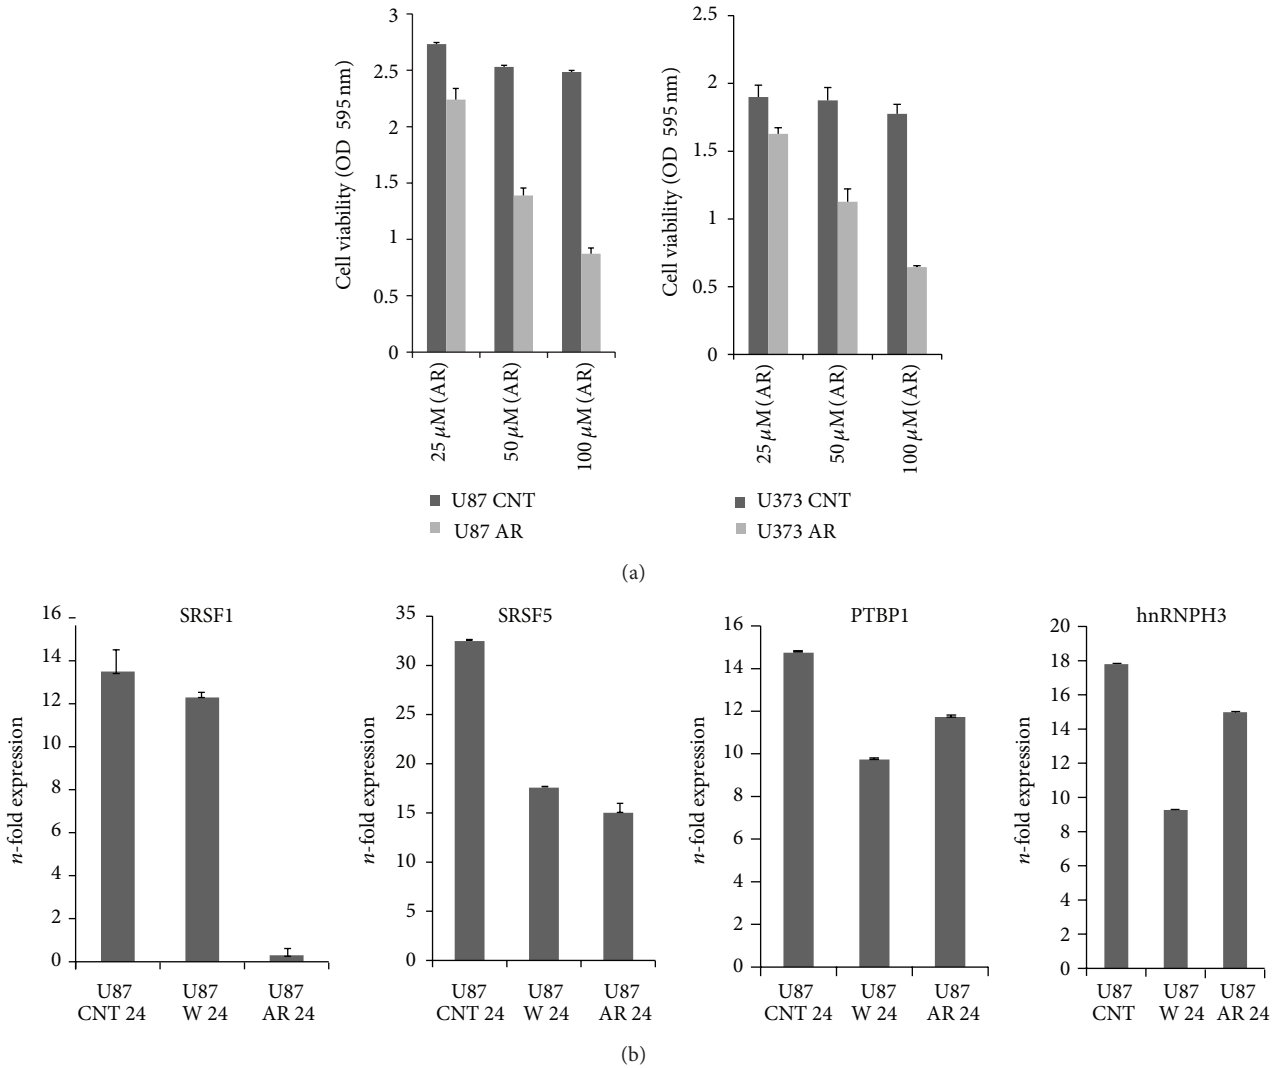 3
2.5
2
1.5
1
0.5
0
Cell viability (OD 595 nm)
25 μM (AR)
50 μM (AR)
100 μM (AR)
U87 CNT
U87 AR
2.5
2
1.5
1
0.5
0
Cell viability (OD 595 nm)
25 μM (AR)
50 μM (AR)
100 μM (AR)
U373 CNT
U373 AR
(a)
SRSF1
16
14
12
10
8
6
4
2
0
n-fold expression
U87 CNT 24
U87 W 24
U87 AR 24
SRSF5
35
30
25
20
15
10
5
0
n-fold expression
U87 CNT 24
U87 W 24
U87 AR 24
PTBP1
16
14
12
10
8
6
4
2
0
n-fold expression
U87 CNT 24
U87 W 24
U87 AR 24
hnRNPH3
20
18
16
14
12
10
8
6
4
2
0
n-fold expression
U87 CNT
U87 W 24
U87 AR 24
(b)